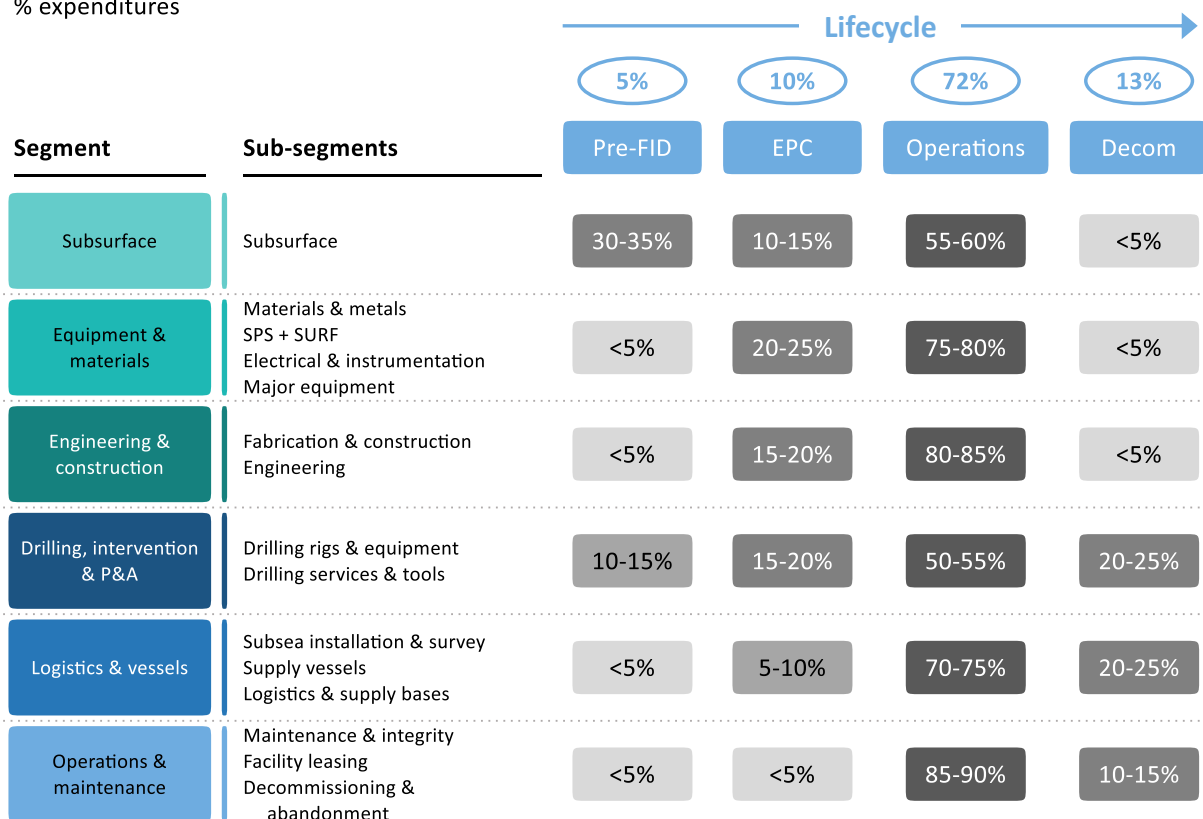 % expenditures
Lifecycle
5% 10% 72% 13%
Segment Sub-segments Pre-FID EPC Operations Decom
Subsurface Subsurface 30-35% 10-15% 55-60% <5%
Equipment &
materials
Materials & metals
SPS + SURF
Electrical & instrumentation
Major equipment
<5% 20-25% 75-80% <5%
Engineering &
construction
Fabrication & construction
Engineering
<5% 15-20% 80-85% <5%
Drilling, intervention
& P&A
Drilling rigs & equipment
Drilling services & tools
10-15% 15-20% 50-55% 20-25%
Logistics & vessels
Subsea installation & survey
Supply vessels
Logistics & supply bases
<5% 5-10% 70-75% 20-25%
Operations &
maintenance
Maintenance & integrity
Facility leasing
Decommissioning &
abandonment
<5% <5% 85-90% 10-15%